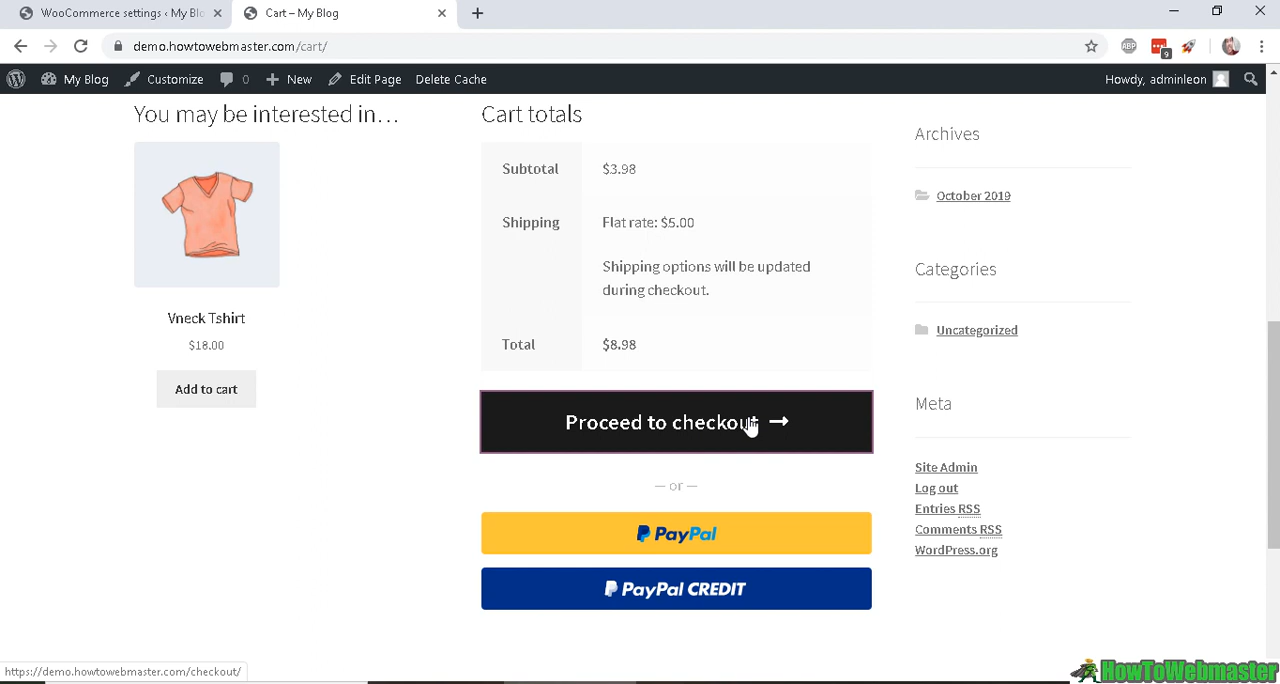 WooCommerce settings ‹ My Blo
Cart – My Blog
demo.howtowebmaster.com/cart/
ABP
9
My Blog
Customize
0
New
Edit Page
Delete Cache
Howdy, adminleon
You may be interested in…
Vneck Tshirt
$18.00
Add to cart
Cart totals
Subtotal $3.98
Shipping Flat rate: $5.00
Shipping options will be updated
during checkout.
Total $8.98
Proceed to checkout →
— or —
PayPal
PayPal CREDIT
Archives
October 2019
Categories
Uncategorized
Meta
Site Admin
Log out
Entries RSS
Comments RSS
WordPress.org
https://demo.howtowebmaster.com/checkout/
HowToWebmaster